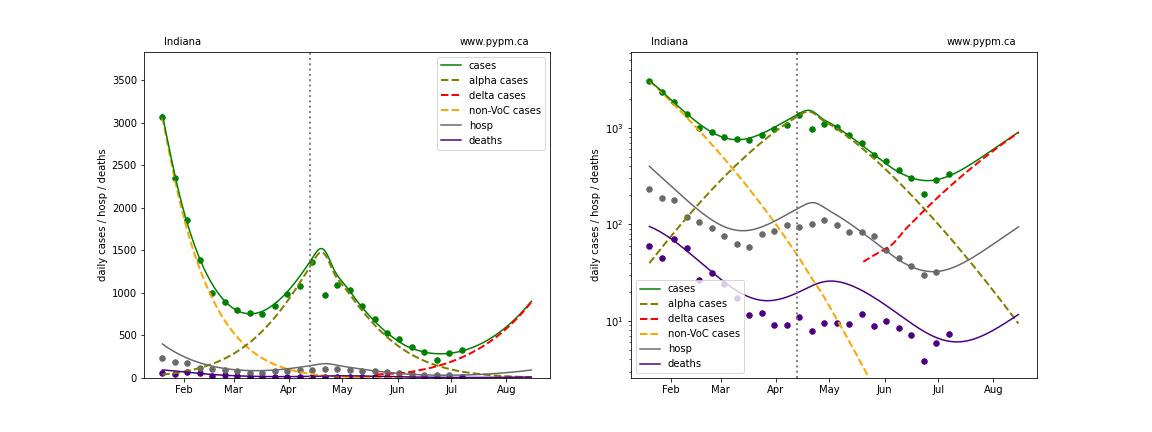 Indiana
www.pypm.ca
daily cases / hosp / deaths
3500
3000
2500
2000
1500
1000
500
0
cases
alpha cases
delta cases
non-VoC cases
hosp
deaths
Feb Mar Apr May Jun Jul Aug
Indiana
www.pypm.ca
daily cases / hosp / deaths
10³
10²
10¹
cases
alpha cases
delta cases
non-VoC cases
hosp
deaths
Feb Mar Apr May Jun Jul Aug